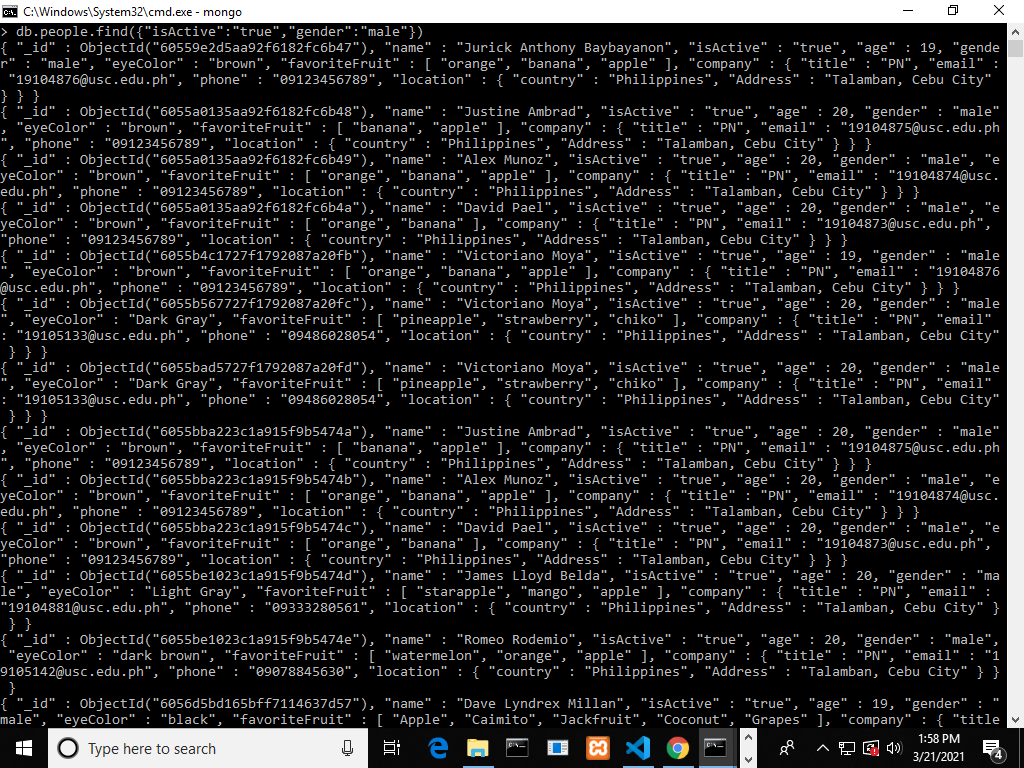 C:\Windows\System32\cmd.exe - mongo
> db.people.find({"isActive":"true","gender":"male"})
{ "_id" : ObjectId("60559e2d5aa92f6182fc6b47"), "name" : "Jurick Anthony Baybayanon", "isActive" : "true", "age" : 19, "gende
r" : "male", "eyeColor" : "brown", "favoriteFruit" : [ "orange", "banana", "apple" ], "company" : { "title" : "PN", "email" :
"19104876@usc.edu.ph", "phone" : "09123456789", "location" : { "country" : "Philippines", "Address" : "Talamban, Cebu City"
} } }
{ "_id" : ObjectId("6055a0135aa92f6182fc6b48"), "name" : "Justine Ambrad", "isActive" : "true", "age" : 20, "gender" : "male"
, "eyeColor" : "brown", "favoriteFruit" : [ "banana", "apple" ], "company" : { "title" : "PN", "email" : "19104875@usc.edu.ph
", "phone" : "09123456789", "location" : { "country" : "Philippines", "Address" : "Talamban, Cebu City" } } }
{ "_id" : ObjectId("6055a0135aa92f6182fc6b49"), "name" : "Alex Munoz", "isActive" : "true", "age" : 20, "gender" : "male", "e
yeColor" : "brown", "favoriteFruit" : [ "orange", "banana", "apple" ], "company" : { "title" : "PN", "email" : "19104874@usc.
edu.ph", "phone" : "09123456789", "location" : { "country" : "Philippines", "Address" : "Talamban, Cebu City" } } }
{ "_id" : ObjectId("6055a0135aa92f6182fc6b4a"), "name" : "David Pael", "isActive" : "true", "age" : 20, "gender" : "male", "e
yeColor" : "brown", "favoriteFruit" : [ "orange", "banana" ], "company" : { "title" : "PN", "email" : "19104873@usc.edu.ph",
"phone" : "09123456789", "location" : { "country" : "Philippines", "Address" : "Talamban, Cebu City" } } }
{ "_id" : ObjectId("6055b4c1727f1792087a20fb"), "name" : "Victoriano Moya", "isActive" : "true", "age" : 19, "gender" : "male
", "eyeColor" : "brown", "favoriteFruit" : [ "orange", "banana", "apple" ], "company" : { "title" : "PN", "email" : "19104876
@usc.edu.ph", "phone" : "09123456789", "location" : { "country" : "Philippines", "Address" : "Talamban, Cebu City" } } }
{ "_id" : ObjectId("6055b567727f1792087a20fc"), "name" : "Victoriano Moya", "isActive" : "true", "age" : 20, "gender" : "male
", "eyeColor" : "Dark Gray", "favoriteFruit" : [ "pineapple", "strawberry", "chiko" ], "company" : { "title" : "PN", "email"
: "19105133@usc.edu.ph", "phone" : "09486028054", "location" : { "country" : "Philippines", "Address" : "Talamban, Cebu City"
} } }
{ "_id" : ObjectId("6055bad5727f1792087a20fd"), "name" : "Victoriano Moya", "isActive" : "true", "age" : 20, "gender" : "male
", "eyeColor" : "Dark Gray", "favoriteFruit" : [ "pineapple", "strawberry", "chiko" ], "company" : { "title" : "PN", "email"
: "19105133@usc.edu.ph", "phone" : "09486028054", "location" : { "country" : "Philippines", "Address" : "Talamban, Cebu City"
} } }
{ "_id" : ObjectId("6055bba223c1a915f9b5474a"), "name" : "Justine Ambrad", "isActive" : "true", "age" : 20, "gender" : "male"
, "eyeColor" : "brown", "favoriteFruit" : [ "banana", "apple" ], "company" : { "title" : "PN", "email" : "19104875@usc.edu.ph
", "phone" : "09123456789", "location" : { "country" : "Philippines", "Address" : "Talamban, Cebu City" } } }
{ "_id" : ObjectId("6055bba223c1a915f9b5474b"), "name" : "Alex Munoz", "isActive" : "true", "age" : 20, "gender" : "male", "e
yeColor" : "brown", "favoriteFruit" : [ "orange", "banana", "apple" ], "company" : { "title" : "PN", "email" : "19104874@usc.
edu.ph", "phone" : "09123456789", "location" : { "country" : "Philippines", "Address" : "Talamban, Cebu City" } } }
{ "_id" : ObjectId("6055bba223c1a915f9b5474c"), "name" : "David Pael", "isActive" : "true", "age" : 20, "gender" : "male", "e
yeColor" : "brown", "favoriteFruit" : [ "orange", "banana" ], "company" : { "title" : "PN", "email" : "19104873@usc.edu.ph",
"phone" : "09123456789", "location" : { "country" : "Philippines", "Address" : "Talamban, Cebu City" } } }
{ "_id" : ObjectId("6055be1023c1a915f9b5474d"), "name" : "James Lloyd Belda", "isActive" : "true", "age" : 20, "gender" : "ma
le", "eyeColor" : "Light Gray", "favoriteFruit" : [ "starapple", "mango", "apple" ], "company" : { "title" : "PN", "email" :
"19104881@usc.edu.ph", "phone" : "09333280561", "location" : { "country" : "Philippines", "Address" : "Talamban, Cebu City" }
} }
{ "_id" : ObjectId("6055be1023c1a915f9b5474e"), "name" : "Romeo Rodemio", "isActive" : "true", "age" : 20, "gender" : "male",
"eyeColor" : "dark brown", "favoriteFruit" : [ "watermelon", "orange", "apple" ], "company" : { "title" : "PN", "email" : "1
9105142@usc.edu.ph", "phone" : "09078845630", "location" : { "country" : "Philippines", "Address" : "Talamban, Cebu City" } }
}
{ "_id" : ObjectId("6056d5bd165bff7114637d57"), "name" : "Dave Lyndrex Millan", "isActive" : "true", "age" : 19, "gender" : "
male", "eyeColor" : "black", "favoriteFruit" : [ "Apple", "Caimito", "Jackfruit", "Coconut", "Grapes" ], "company" : { "title
Type here to search
1:58 PM
3/21/2021
4